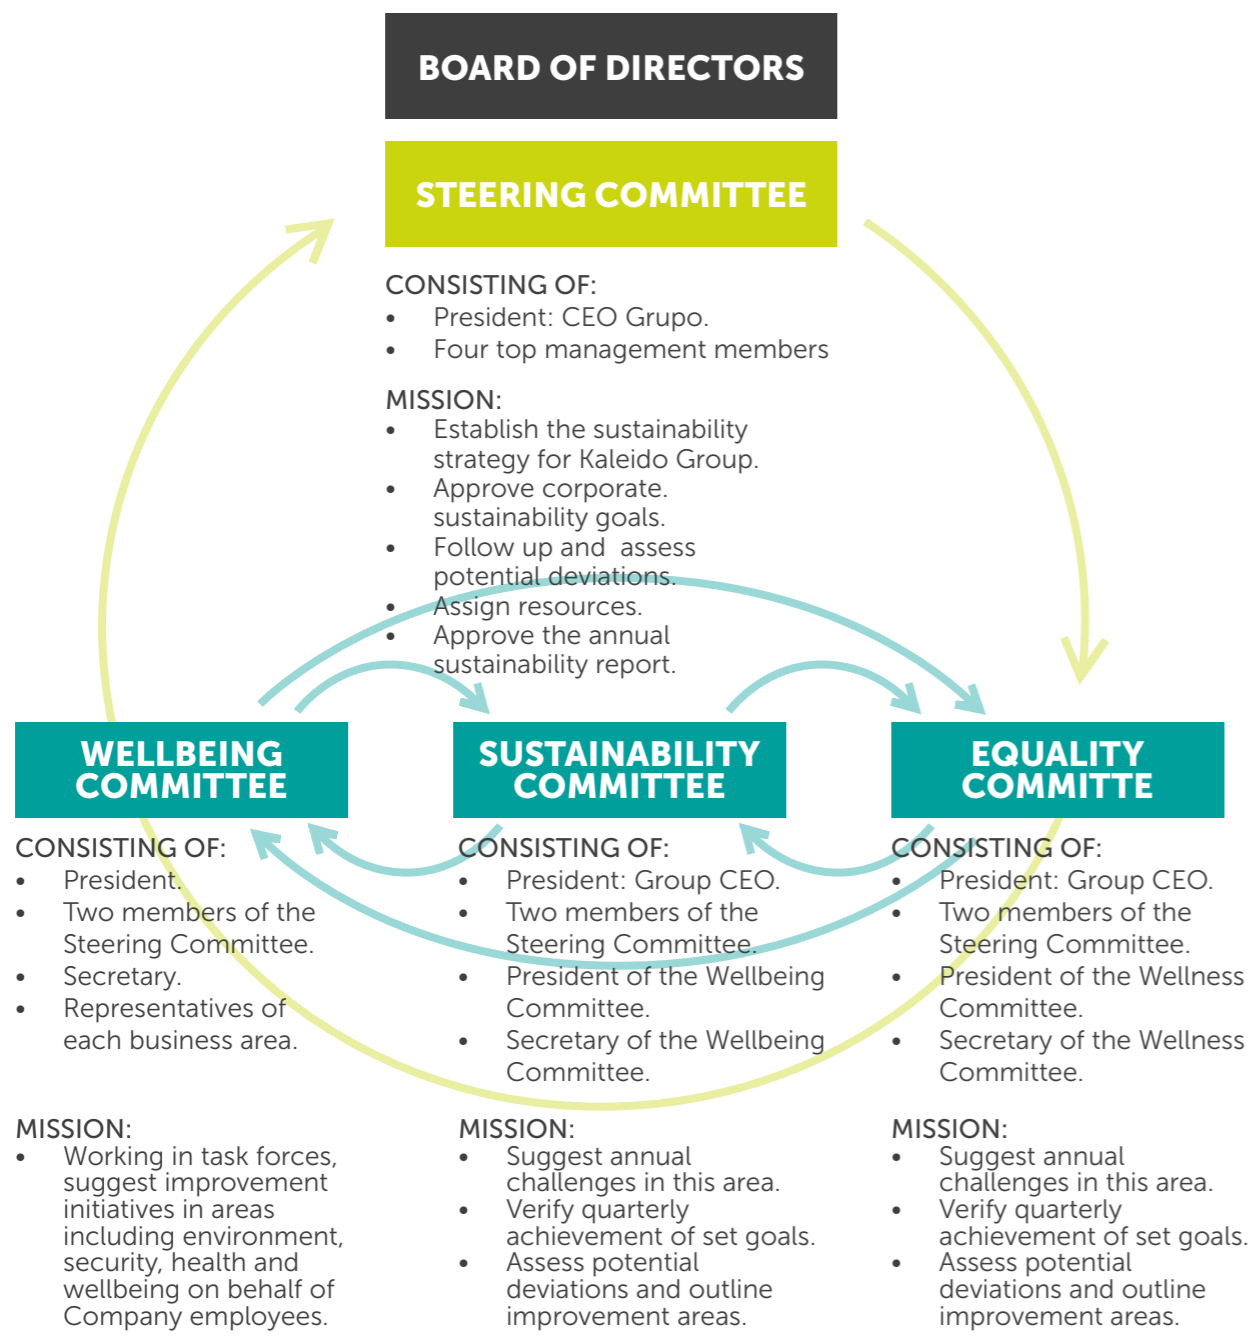 BOARD OF DIRECTORS
STEERING COMMITTEE
CONSISTING OF:
• President: CEO Grupo.
• Four top management members
MISSION:
• Establish the sustainability
strategy for Kaleido Group.
• Approve corporate.
sustainability goals.
• Follow up and assess
potential deviations.
• Assign resources.
• Approve the annual
sustainability report.
WELLBEING
COMMITTEE
CONSISTING OF:
• President.
• Two members of the
Steering Committee.
• Secretary.
• Representatives of
each business area.
MISSION:
• Working in task forces,
suggest improvement
initiatives in areas
including environment,
security, health and
wellbeing on behalf of
Company employees.
SUSTAINABILITY
COMMITTEE
CONSISTING OF:
• President: Group CEO.
• Two members of the
Steering Committee.
• President of the Wellbeing
Committee.
• Secretary of the Wellbeing
Committee.
MISSION:
• Suggest annual
challenges in this area.
• Verify quarterly
achievement of set goals.
• Assess potential
deviations and outline
improvement areas.
EQUALITY
COMMITTE
CONSISTING OF:
• President: Group CEO.
• Two members of the
Steering Committee.
• President of the Wellness
Committee.
• Secretary of the Wellness
Committee.
MISSION:
• Suggest annual
challenges in this area.
• Verify quarterly
achievement of set goals.
• Assess potential
deviations and outline
improvement areas.